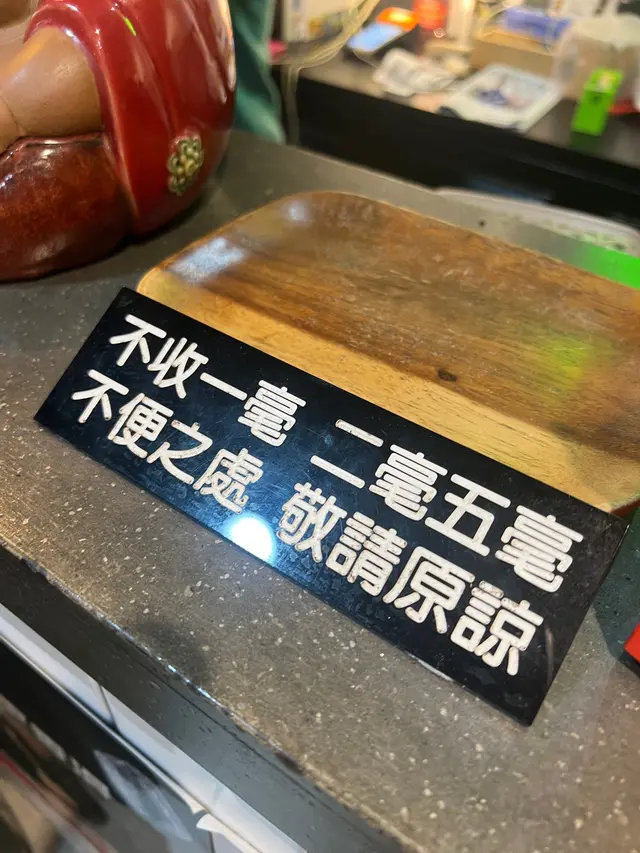 不收一毫 二毫五毫
不便之處 敬請原諒